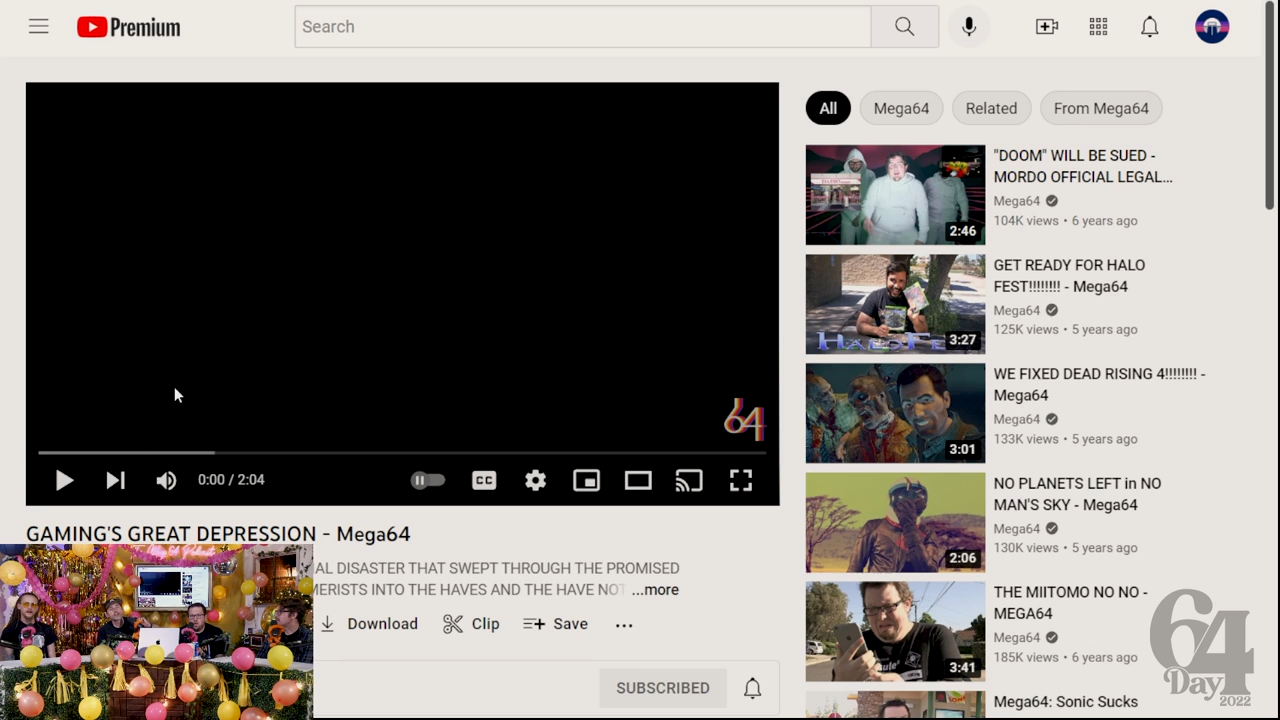 Premium
Search
All
Mega64
Related
From Mega64
"DOOM" WILL BE SUED -
MORDO OFFICIAL LEGAL...
Mega64
104K views • 6 years ago
2:46
GET READY FOR HALO
FEST!!!!!!!! - Mega64
Mega64
125K views • 5 years ago
3:27
WE FIXED DEAD RISING 4!!!!!!!! -
Mega64
Mega64
133K views • 5 years ago
3:01
NO PLANETS LEFT in NO
MAN'S SKY - Mega64
Mega64
130K views • 5 years ago
2:06
THE MIITOMO NO NO -
MEGA64
Mega64
185K views • 6 years ago
3:41
Mega64: Sonic Sucks
64
0:00 / 2:04
CC
GAMING'S GREAT DEPRESSION - Mega64
AL DISASTER THAT SWEPT THROUGH THE PROMISED
MERISTS INTO THE HAVES AND THE HAVE NOT ...more
Download
Clip
Save
SUBSCRIBED
64
Day
2022